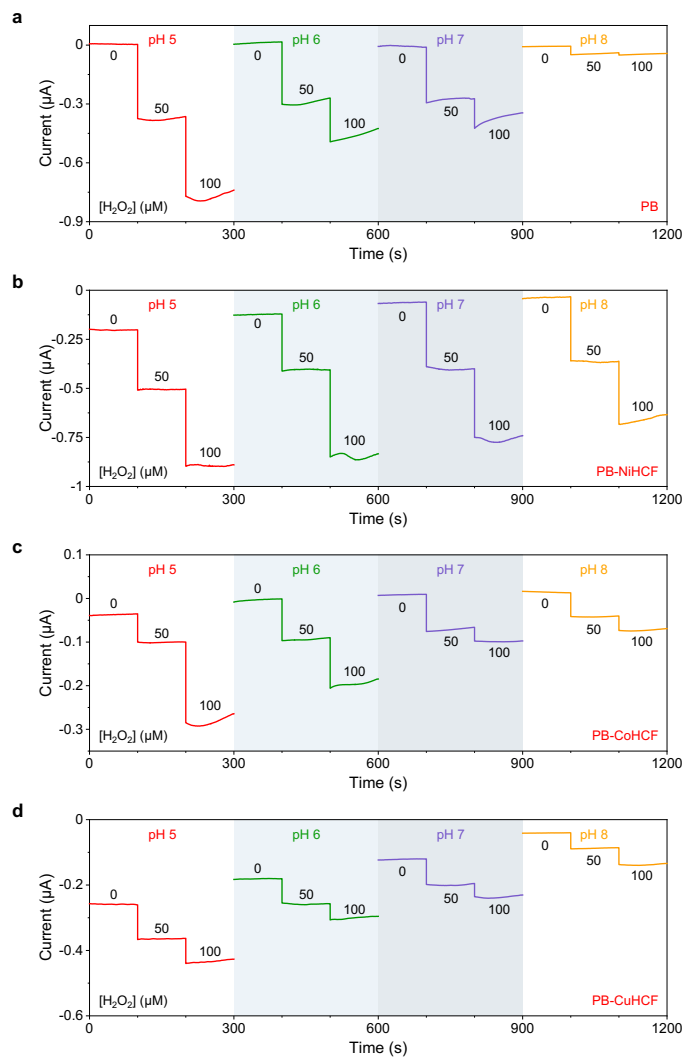 a
pH 5 pH 6 pH 7 pH 8
0 50 100 0 50 100 0 50 100 0 50 100
0 -0.3 -0.6 -0.9
Current (µA)
[H₂O₂] (µM) PB
0 300 600 900 1200
Time (s)
b
pH 5 pH 6 pH 7 pH 8
0 50 100 0 50 100 0 50 100 0 50 100
0 -0.25 -0.5 -0.75 -1
Current (µA)
[H₂O₂] (µM) PB-NiHCF
0 300 600 900 1200
Time (s)
c
pH 5 pH 6 pH 7 pH 8
0 50 100 0 50 100 0 50 100 0 50 100
0.1 0 -0.1 -0.2 -0.3
Current (µA)
[H₂O₂] (µM) PB-CoHCF
0 300 600 900 1200
Time (s)
d
pH 5 pH 6 pH 7 pH 8
0 50 100 0 50 100 0 50 100 0 50 100
0 -0.2 -0.4 -0.6
Current (µA)
[H₂O₂] (µM) PB-CuHCF
0 300 600 900 1200
Time (s)